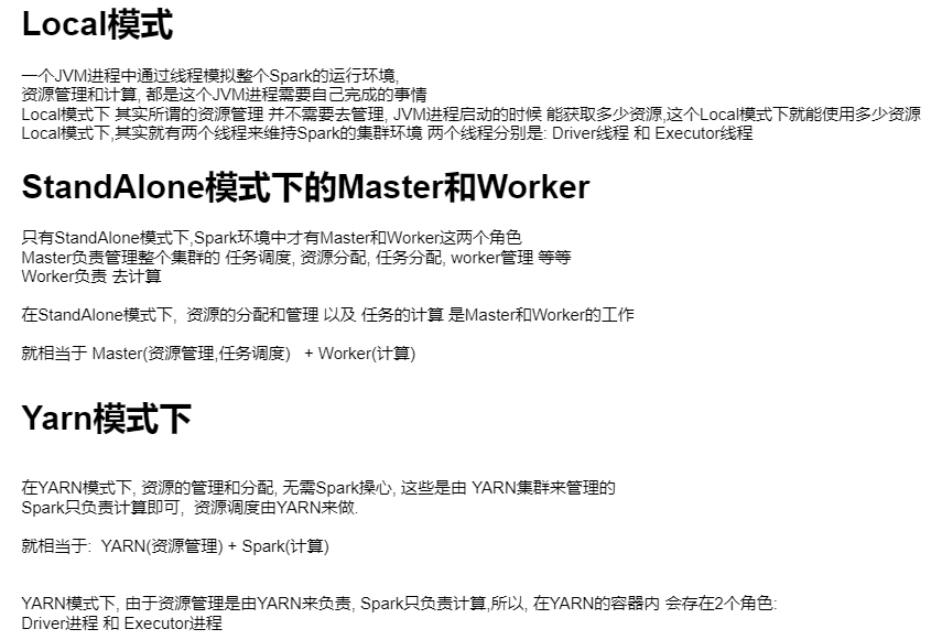 Local模式
一个JVM进程中通过线程模拟整个Spark的运行环境,
资源管理和计算, 都是这个JVM进程需要自己完成的事情
Local模式下 其实所谓的资源管理 并不需要去管理, JVM进程启动的时候 能获取多少资源,这个Local模式下就能使用多少资源
Local模式下,其实就有两个线程来维持Spark的集群环境 两个线程分别是: Driver线程 和 Executor线程
StandAlone模式下的Master和Worker
只有StandAlone模式下,Spark环境中才有Master和Worker这两个角色
Master负责管理整个集群的 任务调度, 资源分配, 任务分配, worker管理 等等
Worker负责 去计算
在StandAlone模式下,  资源的分配和管理 以及 任务的计算 是Master和Worker的工作
就相当于 Master(资源管理,任务调度)   + Worker(计算)
Yarn模式下
在YARN模式下, 资源的管理和分配, 无需Spark操心, 这些是由 YARN集群来管理的
Spark只负责计算即可,  资源调度由YARN来做.
就相当于:  YARN(资源管理) + Spark(计算)
YARN模式下, 由于资源管理是由YARN来负责, Spark只负责计算,所以, 在YARN的容器内 会存在2个角色:
Driver进程 和 Executor进程